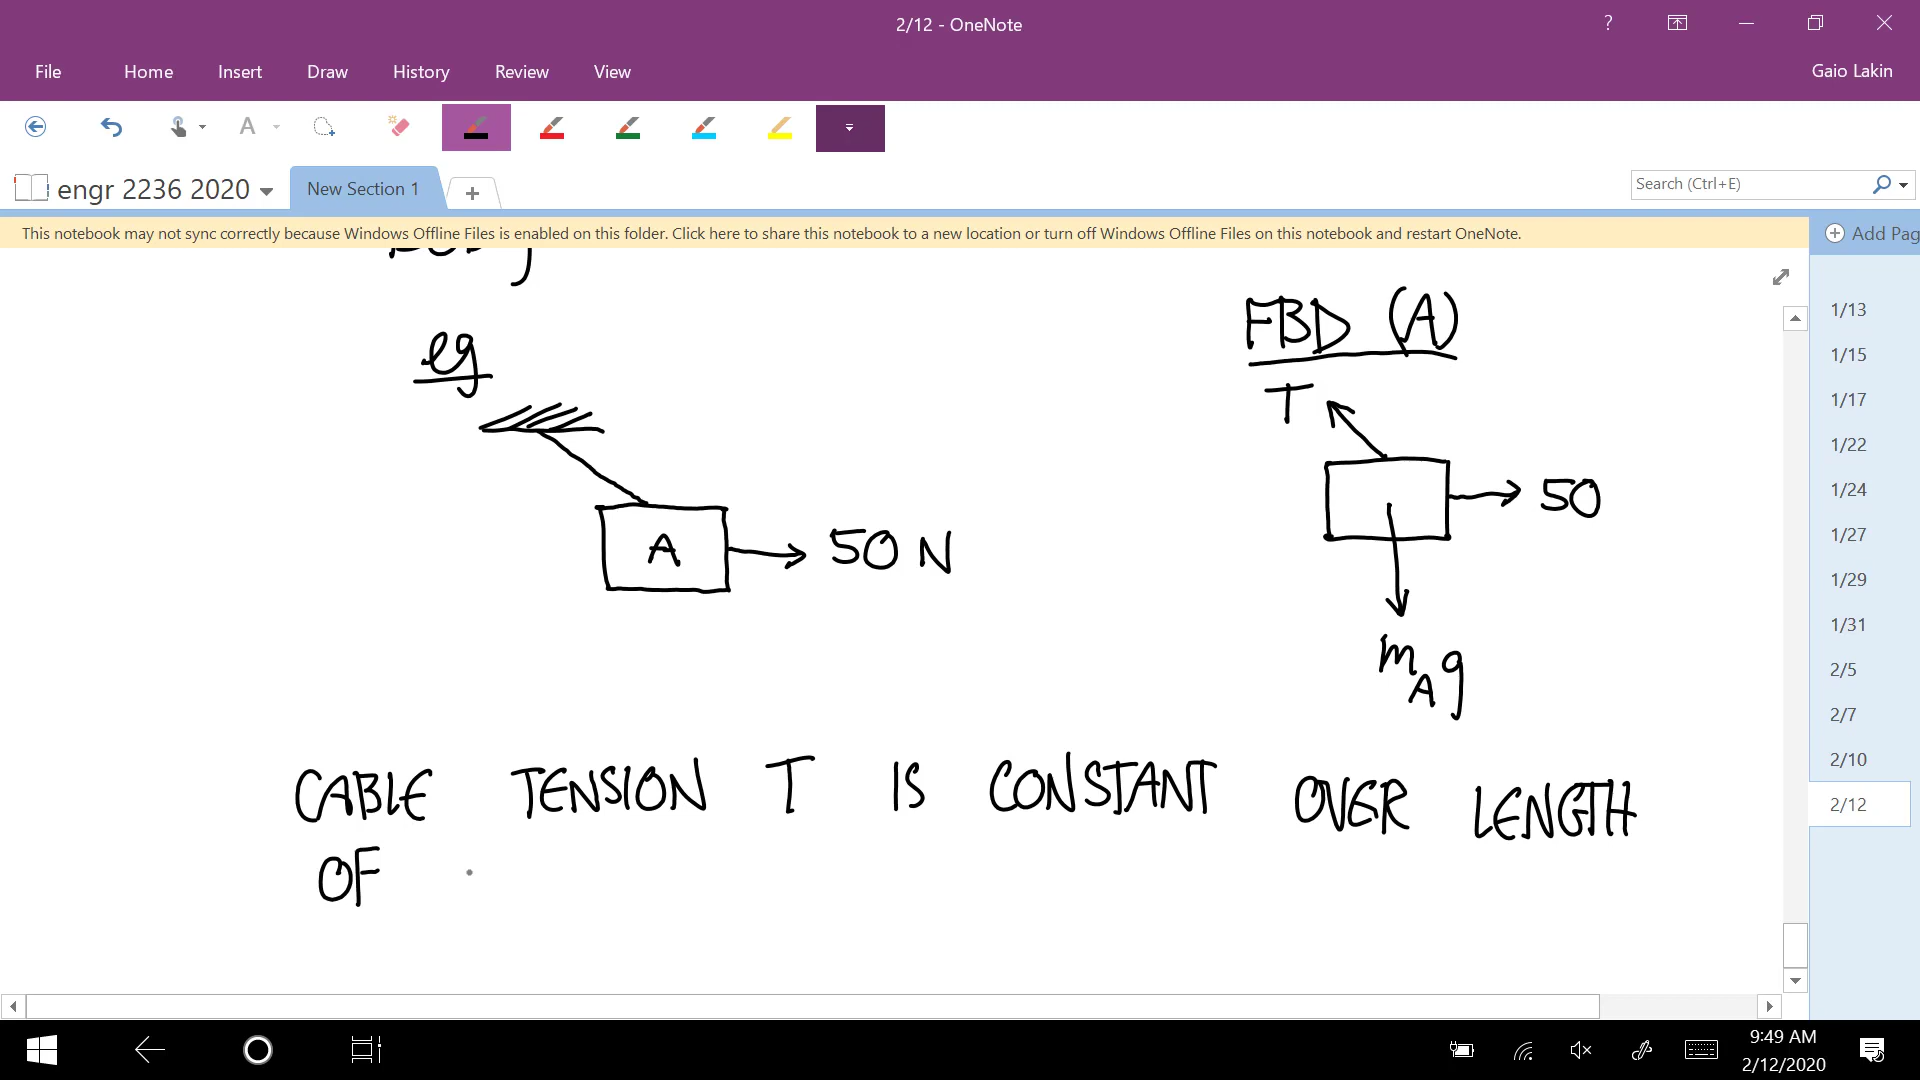 2/12 - OneNote
?
File Home Insert Draw History Review View
Gaio Lakin
A
engr 2236 2020
New Section 1
+
Search (Ctrl+E)
This notebook may not sync correctly because Windows Offline Files is enabled on this folder. Click here to share this notebook to a new location or turn off Windows Offline Files on this notebook and restart OneNote.
Add Pag
eg
A
50 N
FBD (A)
T
50
mAg
CABLE TENSION T IS CONSTANT OVER LENGTH
OF
1/13
1/15
1/17
1/22
1/24
1/27
1/29
1/31
2/5
2/7
2/10
2/12
9:49 AM
2/12/2020